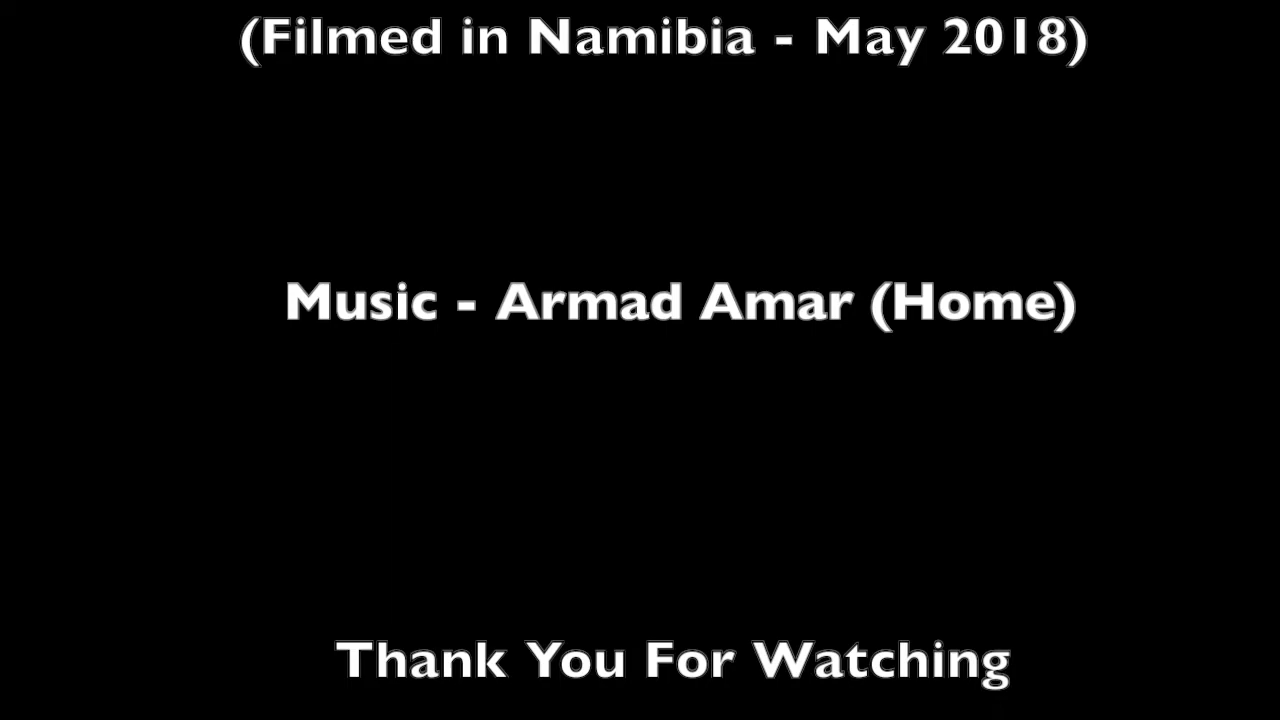 (Filmed in Namibia - May 2018)
Music - Armad Amar (Home)
Thank You For Watching